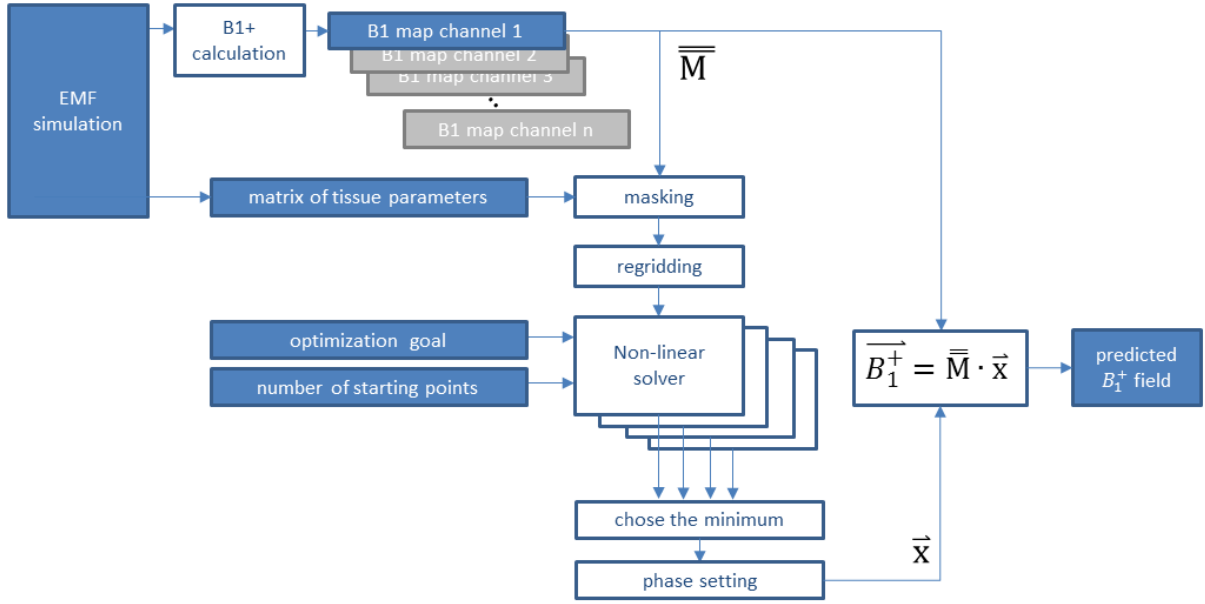 EMF
simulation
B1+
calculation
B1 map channel 1
B1 map channel 2
B1 map channel 3
⋱
B1 map channel n
M
matrix of tissue parameters
masking
regridding
optimization goal
number of starting points
Non-linear
solver
B₁⁺ = M · x
predicted
B₁⁺ field
chose the minimum
phase setting
x